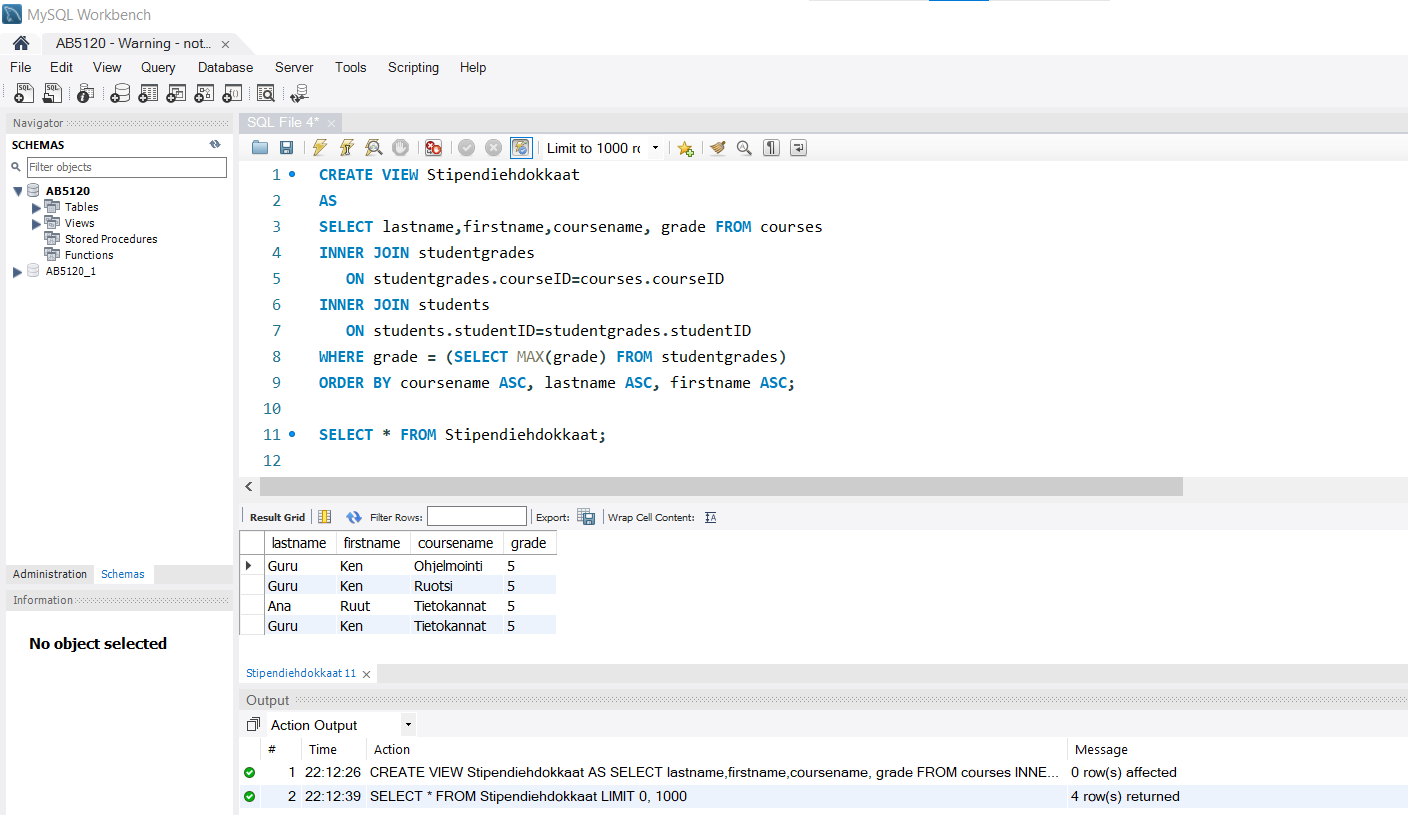 MySQL Workbench
AB5120 - Warning - not...
File Edit View Query Database Server Tools Scripting Help
Navigator
SCHEMAS
Filter objects
AB5120
Tables
Views
Stored Procedures
Functions
AB5120_1
Administration Schemas
Information
No object selected
SQL File 4*
Limit to 1000 rc
1 CREATE VIEW Stipendiehdokkaat
2 AS
3 SELECT lastname,firstname,coursename, grade FROM courses
4 INNER JOIN studentgrades
5 ON studentgrades.courseID=courses.courseID
6 INNER JOIN students
7 ON students.studentID=studentgrades.studentID
8 WHERE grade = (SELECT MAX(grade) FROM studentgrades)
9 ORDER BY coursename ASC, lastname ASC, firstname ASC;
10
11 SELECT * FROM Stipendiehdokkaat;
12
Result Grid Filter Rows: Export: Wrap Cell Content:
lastname firstname coursename grade
Guru Ken Ohjelmointi 5
Guru Ken Ruotsi 5
Ana Ruut Tietokannat 5
Guru Ken Tietokannat 5
Stipendiehdokkaat 11
Output
Action Output
# Time Action Message
1 22:12:26 CREATE VIEW Stipendiehdokkaat AS SELECT lastname,firstname,coursename, grade FROM courses INNE... 0 row(s) affected
2 22:12:39 SELECT * FROM Stipendiehdokkaat LIMIT 0, 1000 4 row(s) returned